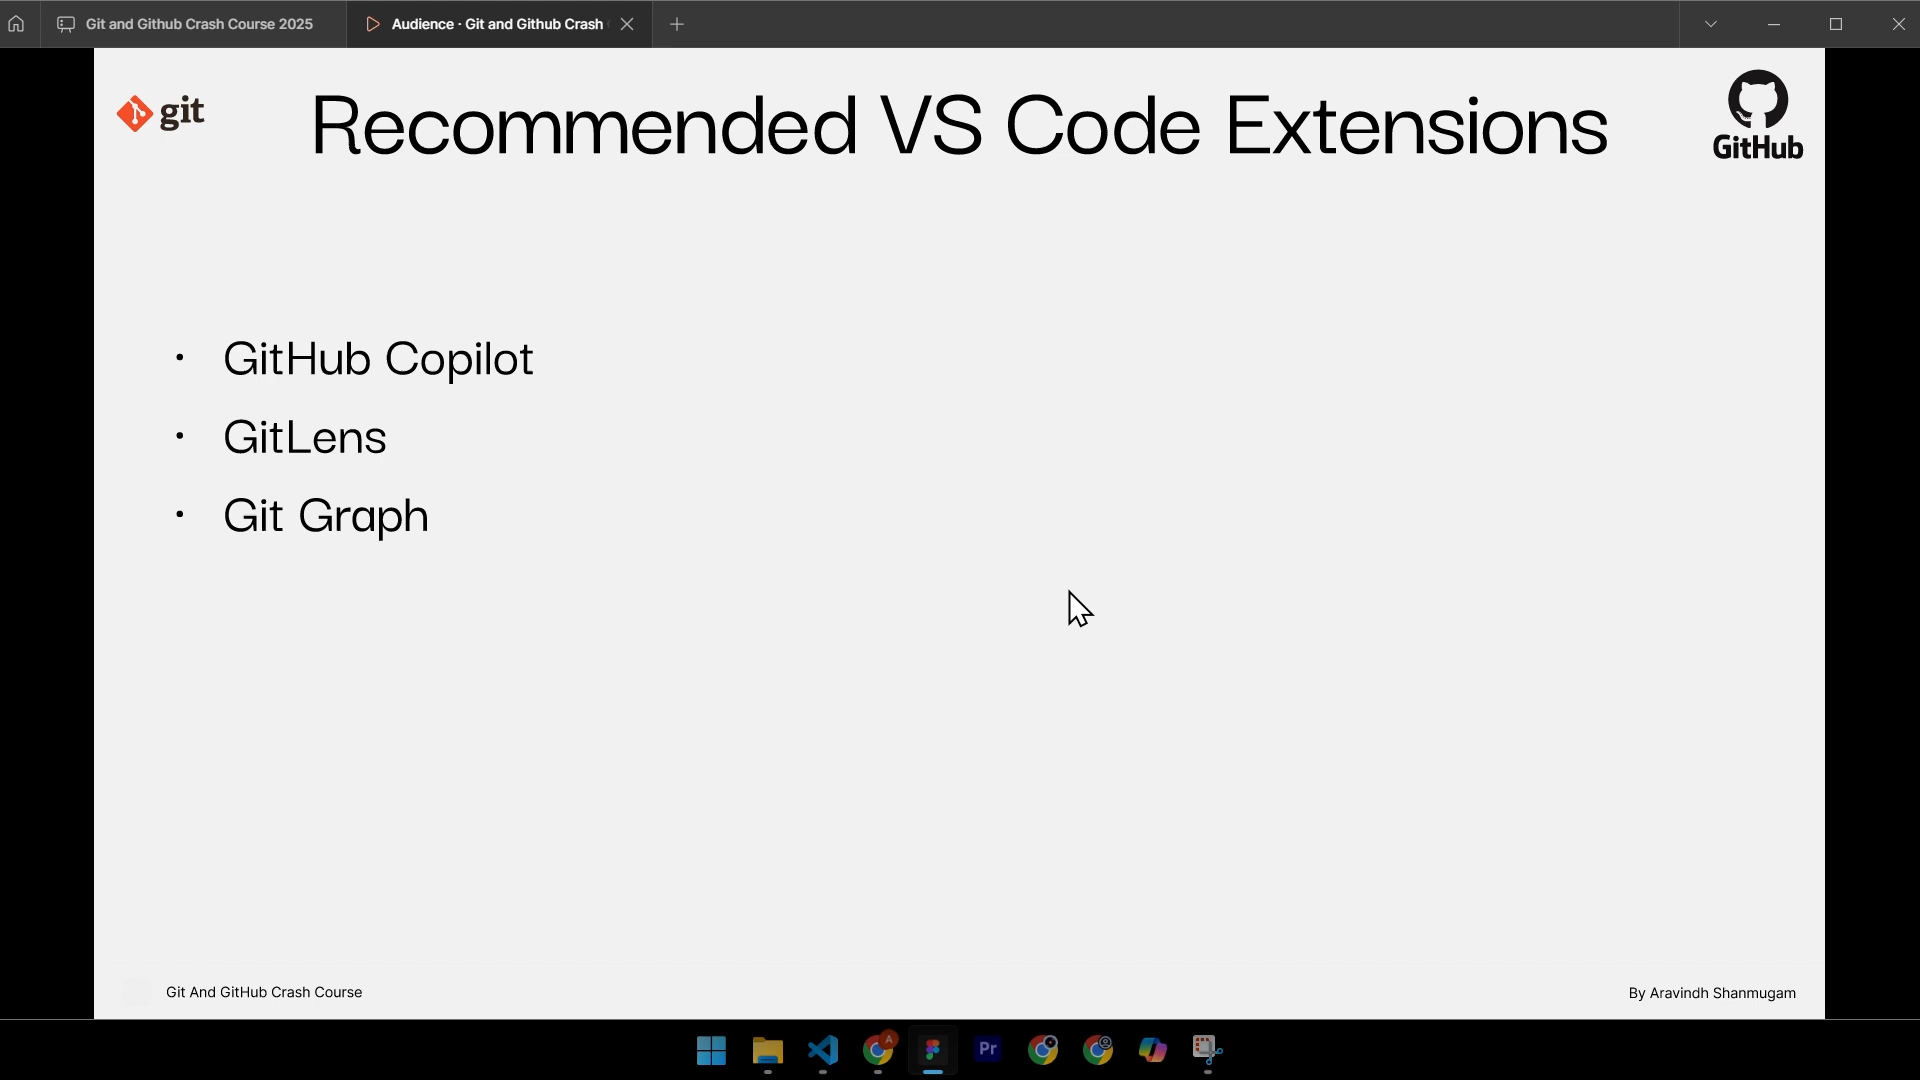 Git and Github Crash Course 2025
Audience · Git and Github Crash
git
Recommended VS Code Extensions
GitHub
• GitHub Copilot
• GitLens
• Git Graph
Git And GitHub Crash Course
By Aravindh Shanmugam
A
Pr